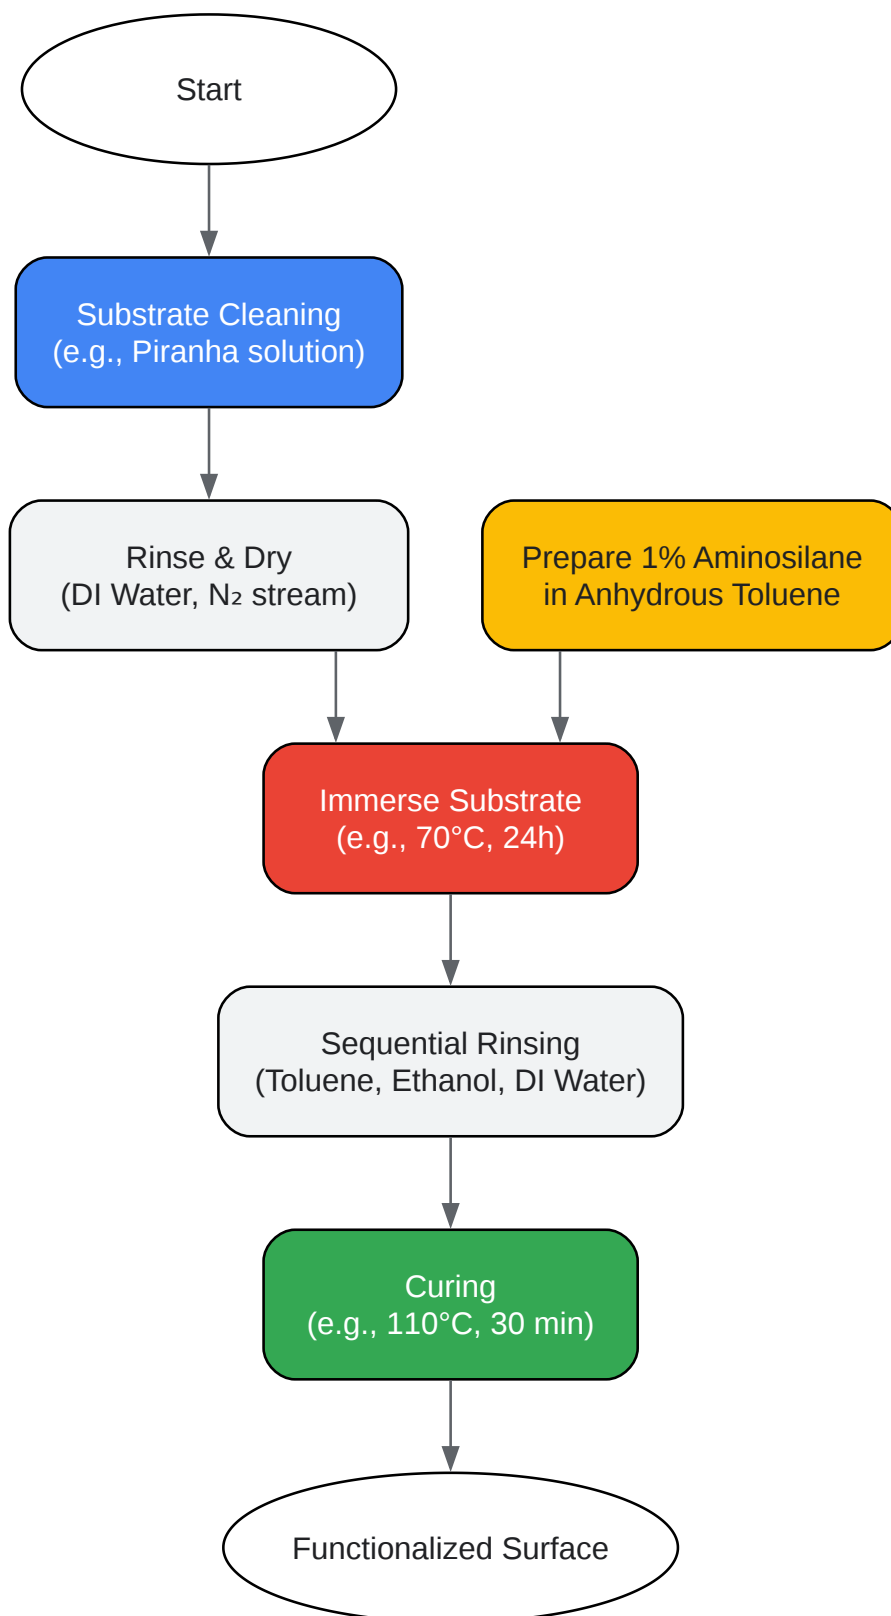 Start
Substrate Cleaning
(e.g., Piranha solution)
Rinse & Dry
(DI Water, N₂ stream)
Prepare 1% Aminosilane
in Anhydrous Toluene
Immerse Substrate
(e.g., 70°C, 24h)
Sequential Rinsing
(Toluene, Ethanol, DI Water)
Curing
(e.g., 110°C, 30 min)
Functionalized Surface